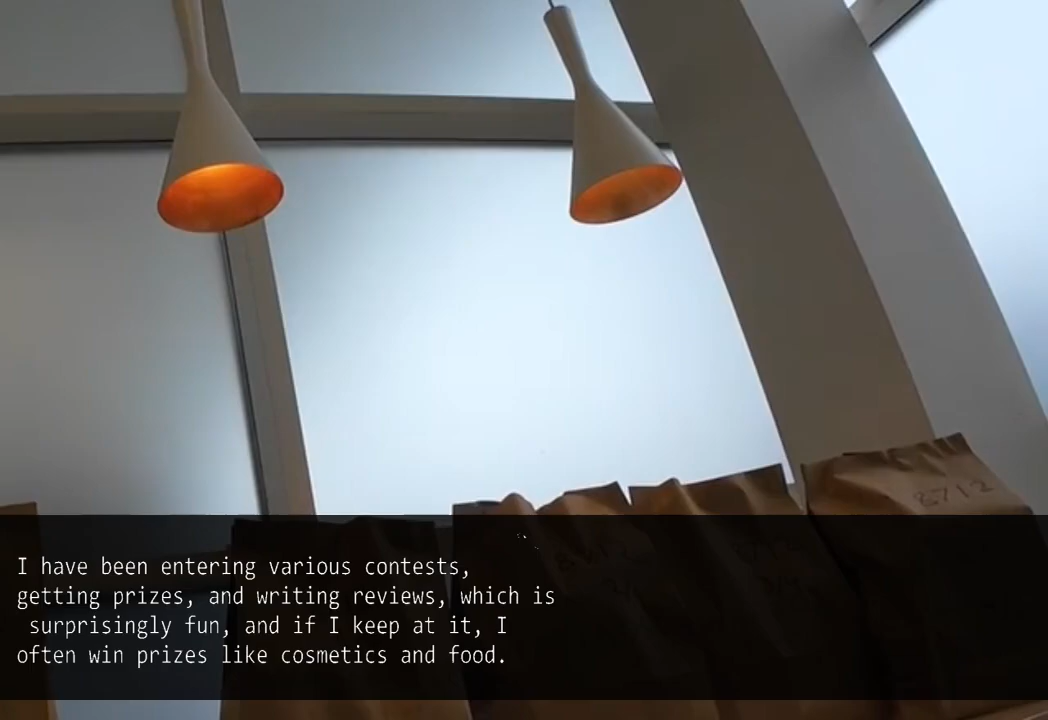 8712
I have been entering various contests,
getting prizes, and writing reviews, which is
surprisingly fun, and if I keep at it, I
often win prizes like cosmetics and food.